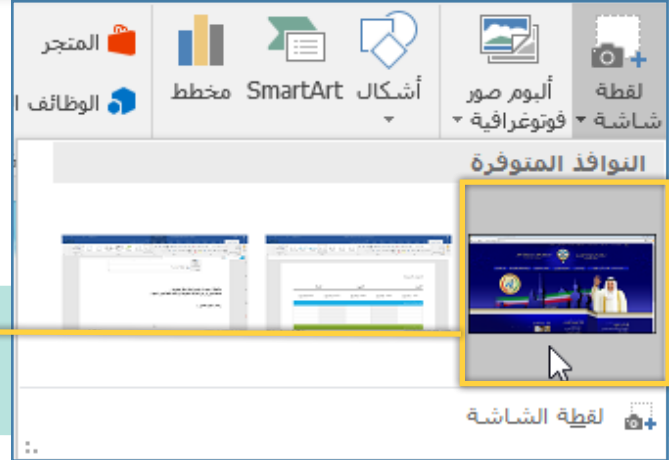 لقطة شاشة
ألبوم صور فوتوغرافية
أشكال
SmartArt
مخطط
المتجر
الوظائف ا
النوافذ المتوفرة
لقطة الشاشة